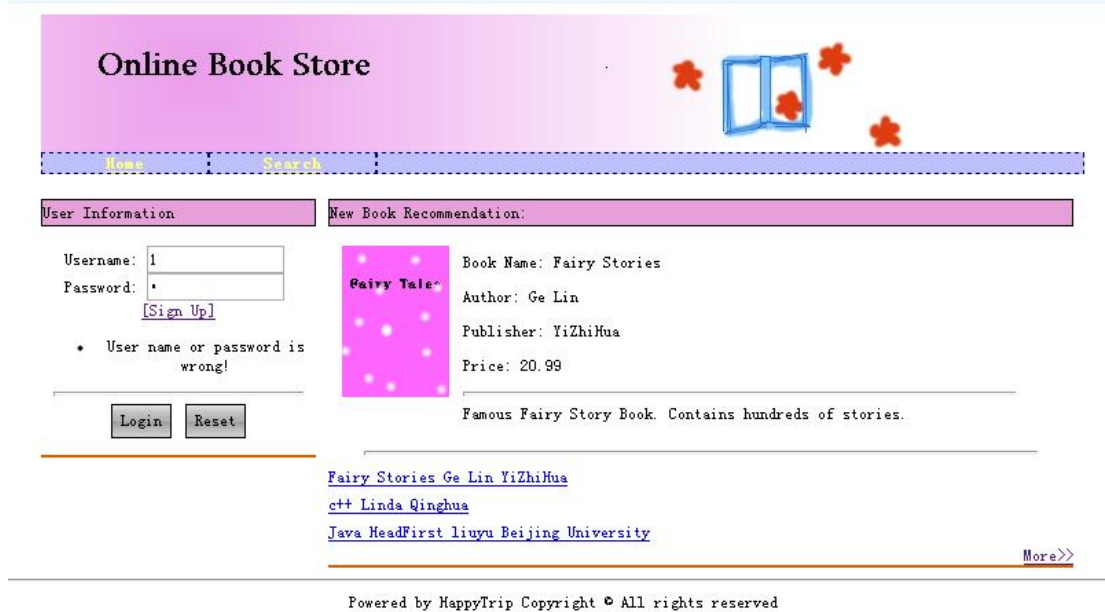 Online Book Store
Home Search
User Information
Username: 1
Password:
[Sign Up]
• User name or password is
wrong!
Login Reset
New Book Recommendation:
Fairy Tales
Book Name: Fairy Stories
Author: Ge Lin
Publisher: YiZhiHua
Price: 20.99
Famous Fairy Story Book. Contains hundreds of stories.
Fairy Stories Ge Lin YiZhiHua
c++ Linda Qinghua
Java HeadFirst liuyu Beijing University
More>>
Powered by HappyTrip Copyright © All rights reserved